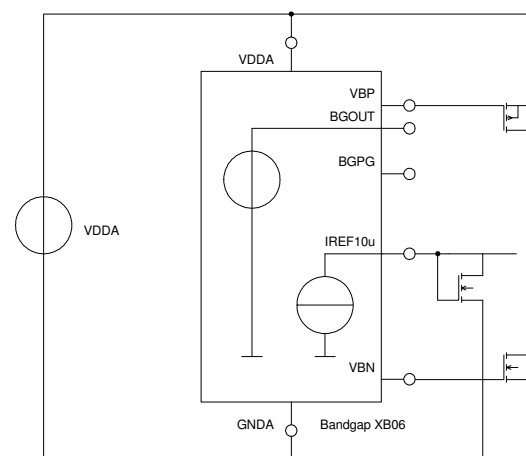 VDDA
VBP
BGOUT
BGPG
VDDA
IREF10u
VBN
GNDA
Bandgap XB06